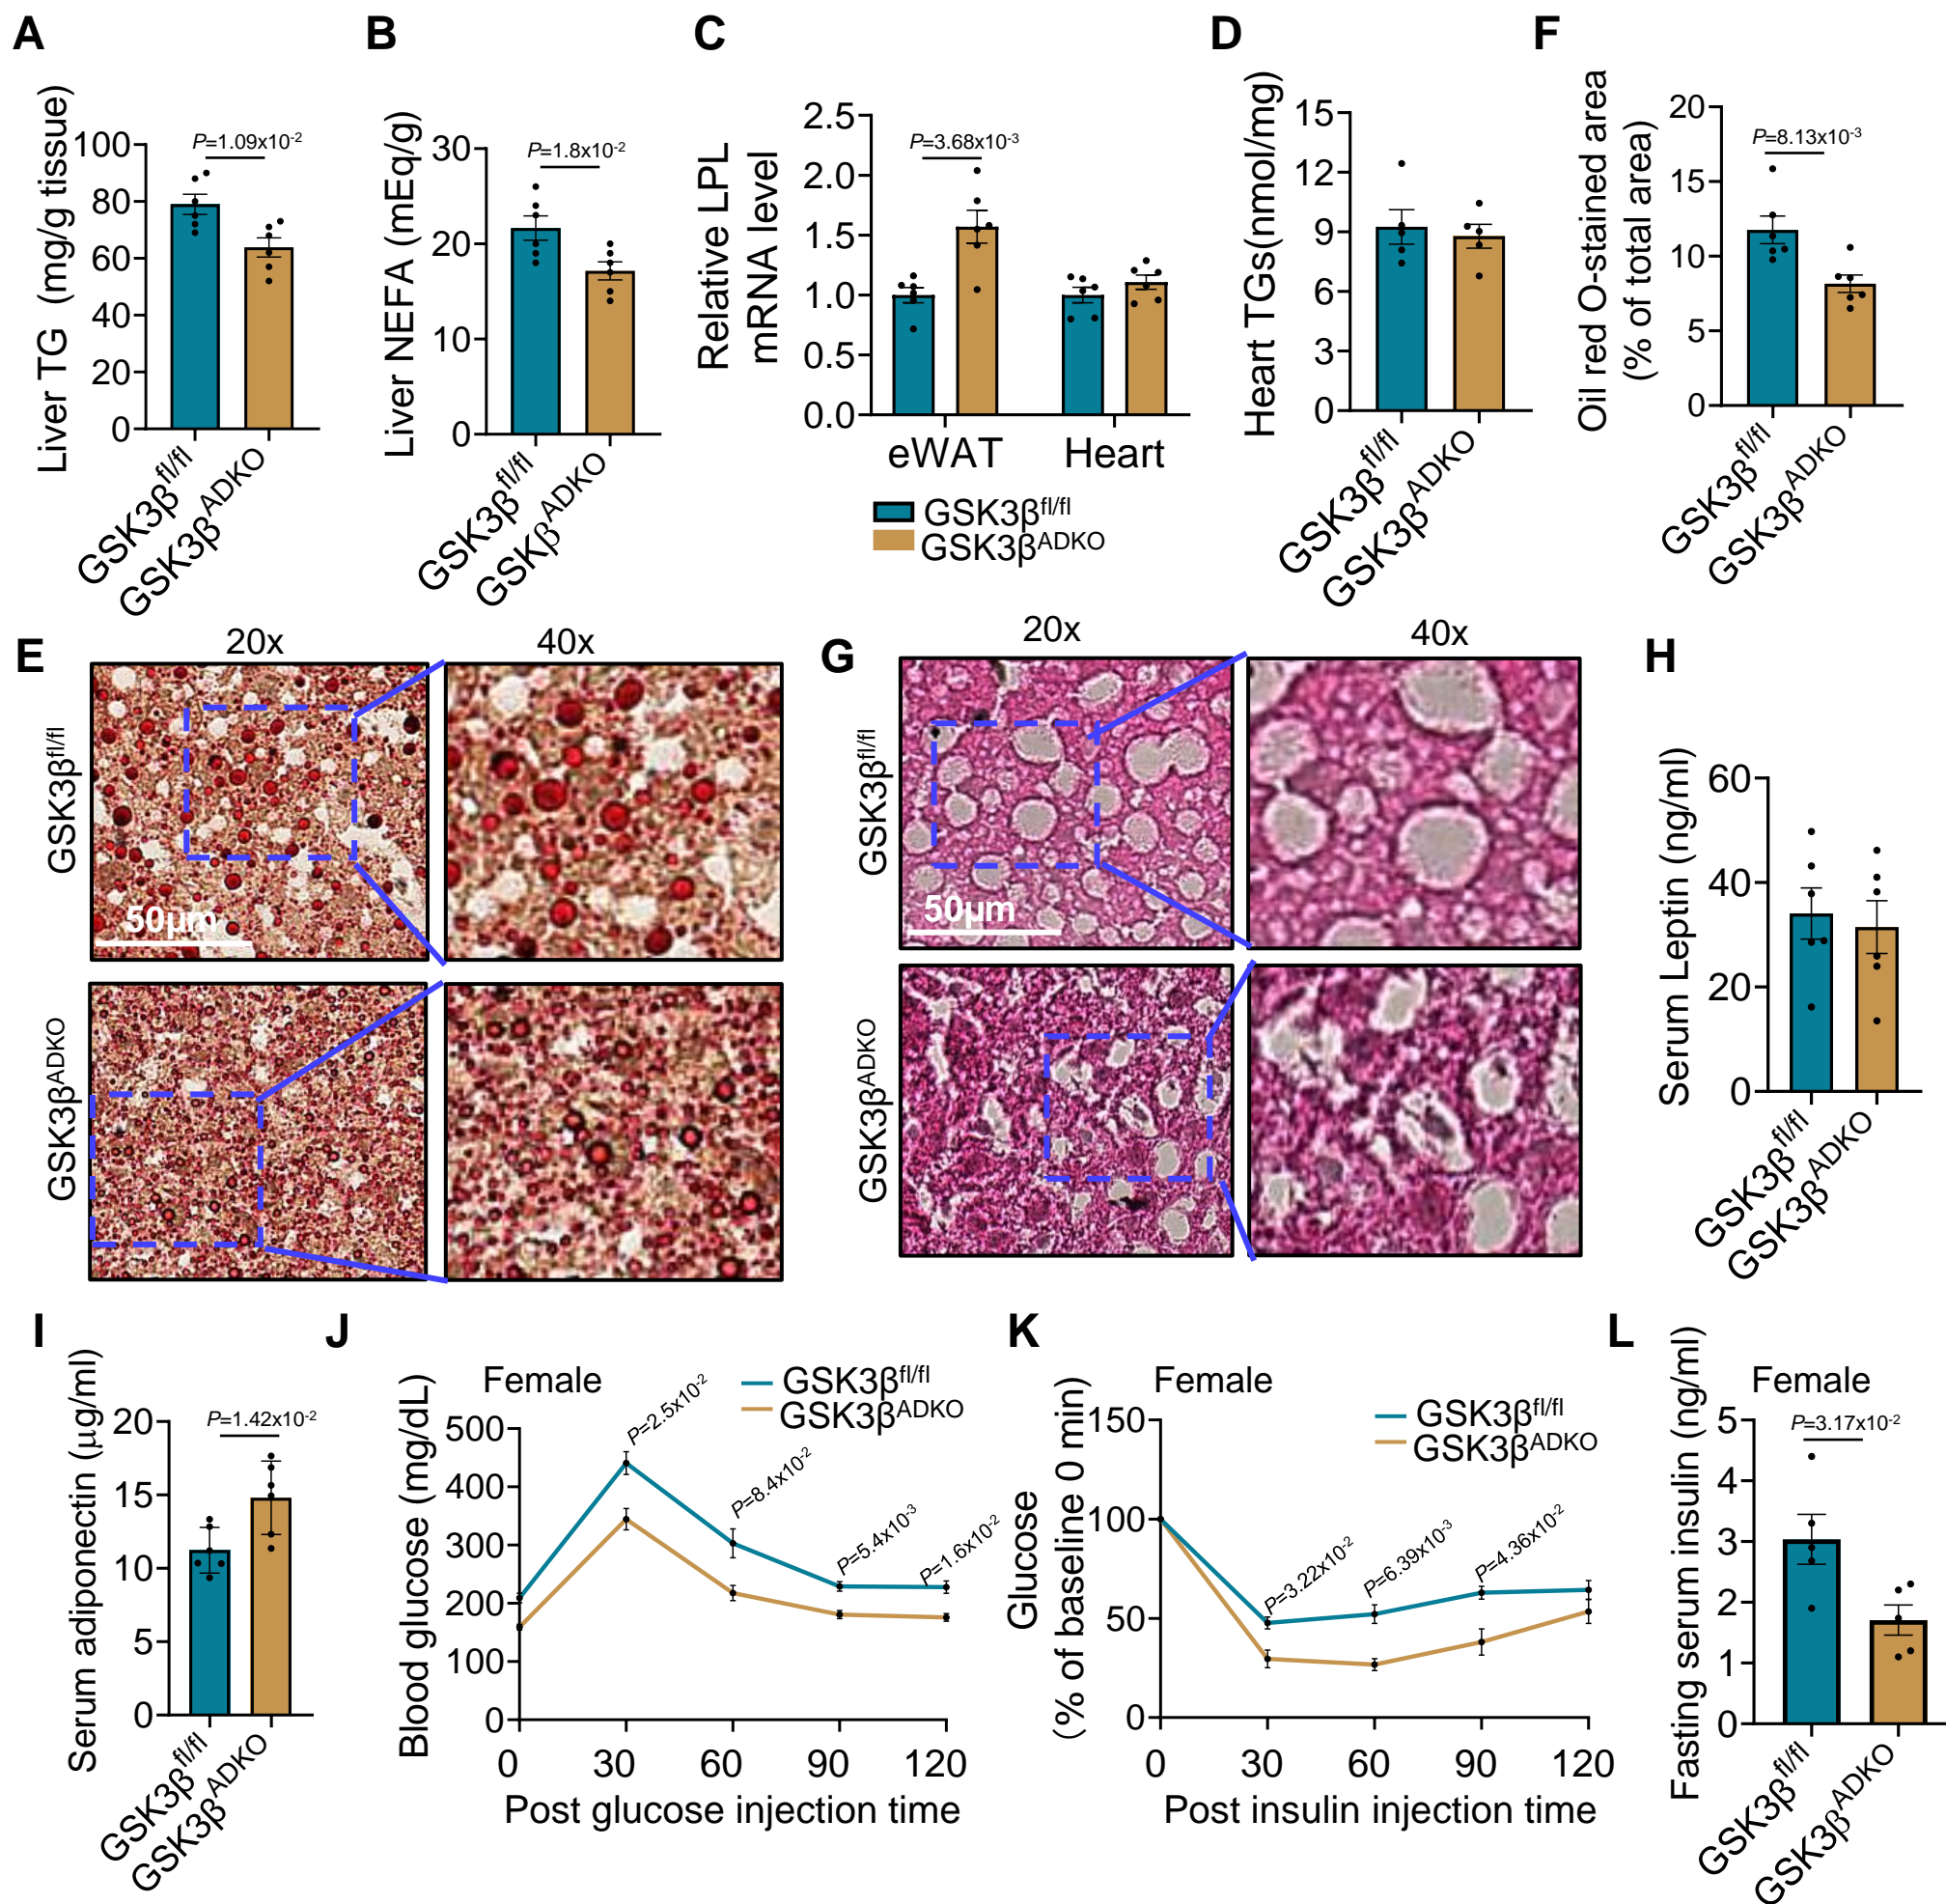 A
Liver TG (mg/g tissue)
100
80
60
40
20
0
P=1.09x10⁻²
GSK3βfl/fl
GSK3βADKO
B
Liver NEFA (mEq/g)
30
20
10
0
P=1.8x10⁻²
GSK3βfl/fl
GSKβADKO
C
Relative LPL
mRNA level
2.5
2.0
1.5
1.0
0.5
0.0
P=3.68x10⁻³
eWAT
Heart
GSK3βfl/fl
GSK3βADKO
D
Heart TGs(nmol/mg)
15
12
9
6
3
0
GSK3βfl/fl
GSK3βADKO
F
Oil red O-stained area
(% of total area)
20
15
10
5
0
P=8.13x10⁻³
GSK3βfl/fl
GSK3βADKO
E
20x
40x
GSK3βfl/fl
50μm
GSK3βADKO
G
20x
40x
GSK3βfl/fl
50μm
GSK3βADKO
H
Serum Leptin (ng/ml)
60
40
20
0
GSK3βfl/fl
GSK3βADKO
I
Serum adiponectin (μg/ml)
20
15
10
5
0
P=1.42x10⁻²
GSK3βfl/fl
GSK3βADKO
J
Female
GSK3βfl/fl
GSK3βADKO
Blood glucose (mg/dL)
500
400
300
200
100
0
P=2.5x10⁻²
P=8.4x10⁻²
P=5.4x10⁻³
P=1.6x10⁻²
0 30 60 90 120
Post glucose injection time
K
Female
GSK3βfl/fl
GSK3βADKO
Glucose
(% of baseline 0 min)
150
100
50
0
P=3.22x10⁻²
P=6.39x10⁻³
P=4.36x10⁻²
0 30 60 90 120
Post insulin injection time
L
Female
Fasting serum insulin (ng/ml)
5
4
3
2
1
0
P=3.17x10⁻²
GSK3βfl/fl
GSK3βADKO